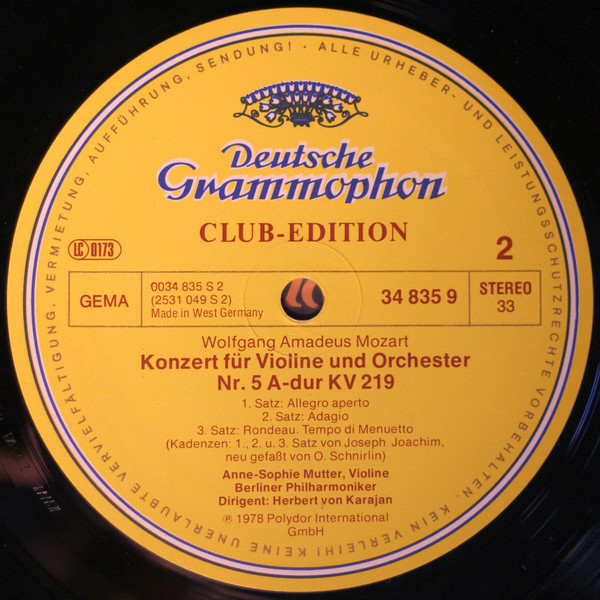 ALLE URHEBER- UND LEISTUNGSSCHUTZRECHTE VORBEHALTEN. KEIN VERLEIH! KEINE UNERLAUBTE VERVIELFÄLTIGUNG, VERMIETUNG, AUFFÜHRUNG, SENDUNG! ·
Deutsche
Grammophon
CLUB-EDITION
LC 0173
2
GEMA
0034 835 S 2
(2531 049 S 2)
Made in West Germany
34 835 9
STEREO
33
Wolfgang Amadeus Mozart
Konzert für Violine und Orchester
Nr. 5 A-dur KV 219
1. Satz: Allegro aperto
2. Satz: Adagio
3. Satz: Rondeau. Tempo di Menuetto
(Kadenzen: 1., 2. u. 3. Satz von Joseph Joachim,
neu gefaßt von O. Schnirlin)
Anne-Sophie Mutter, Violine
Berliner Philharmoniker
Dirigent: Herbert von Karajan
℗ 1978 Polydor International
GmbH